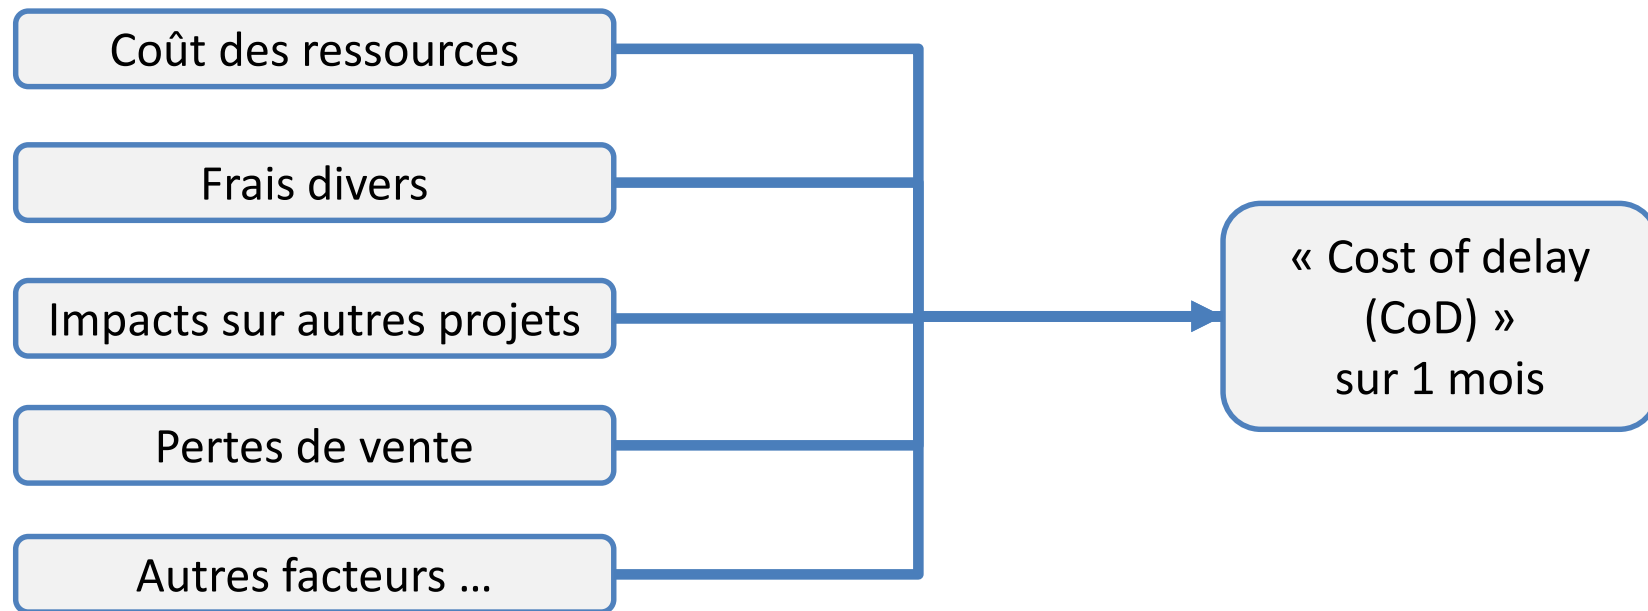 Coût des ressources
Frais divers
Impacts sur autres projets
Pertes de vente
Autres facteurs ...
« Cost of delay
(CoD) »
sur 1 mois